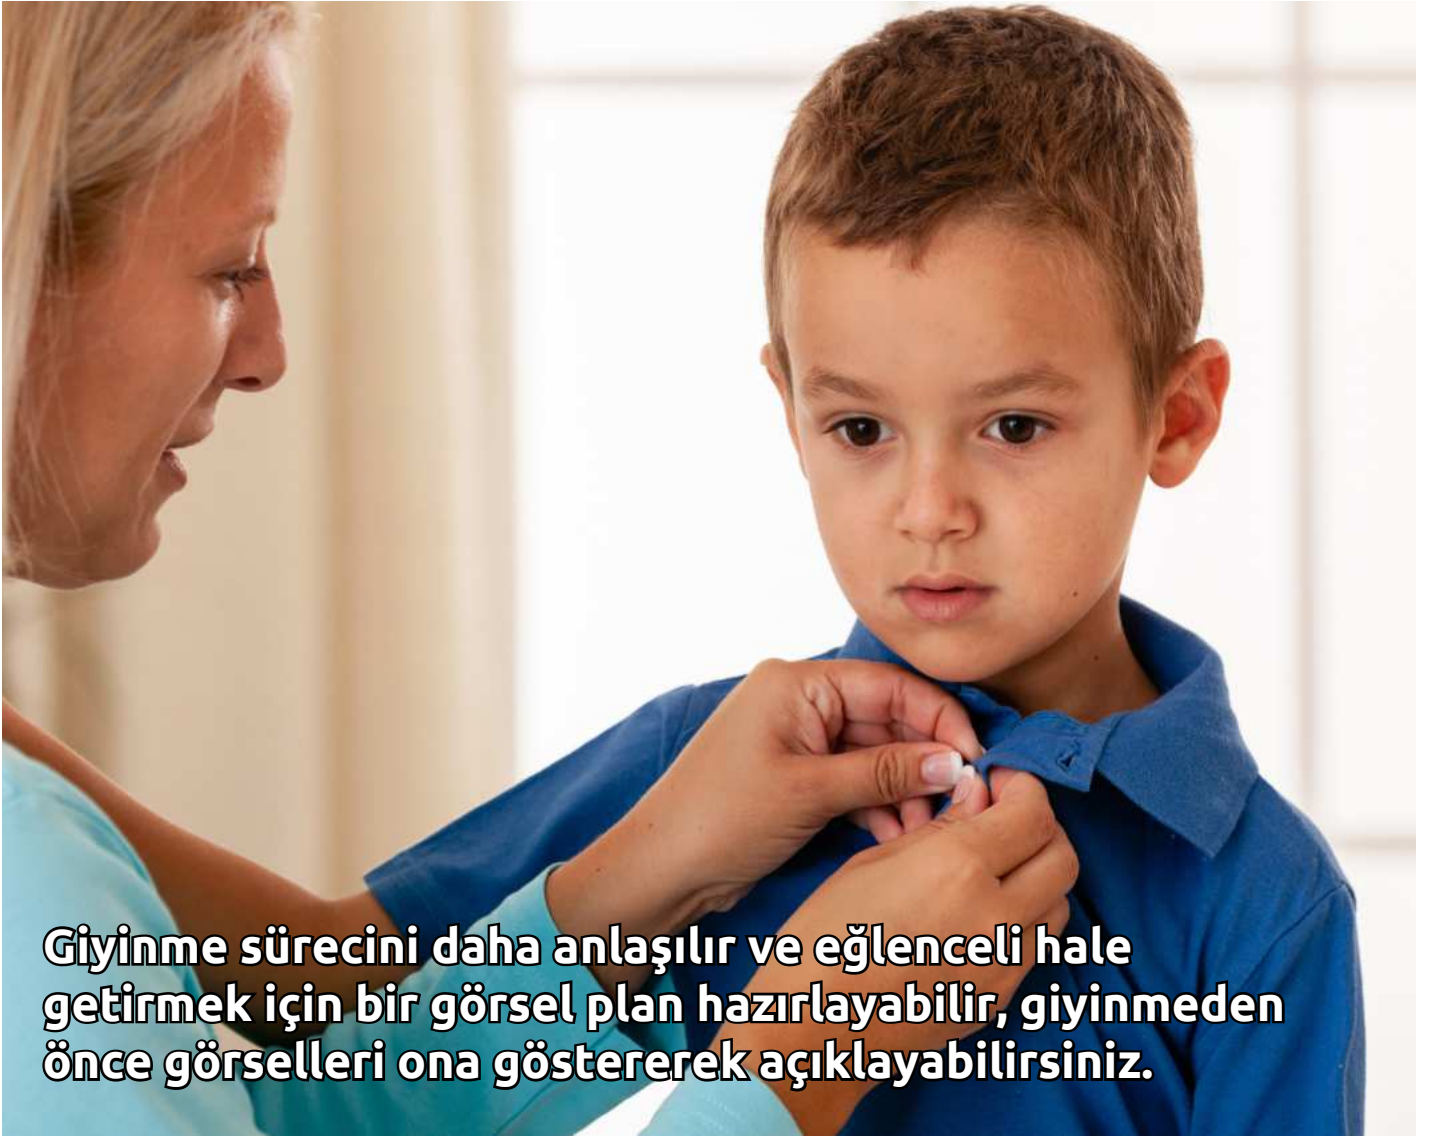 Giyinme sürecini daha anlaşılır ve eğlenceli hale
getirmek için bir görsel plan hazırlayabilir, giyinmeden
önce görselleri ona göstererek açıklayabilirsiniz.